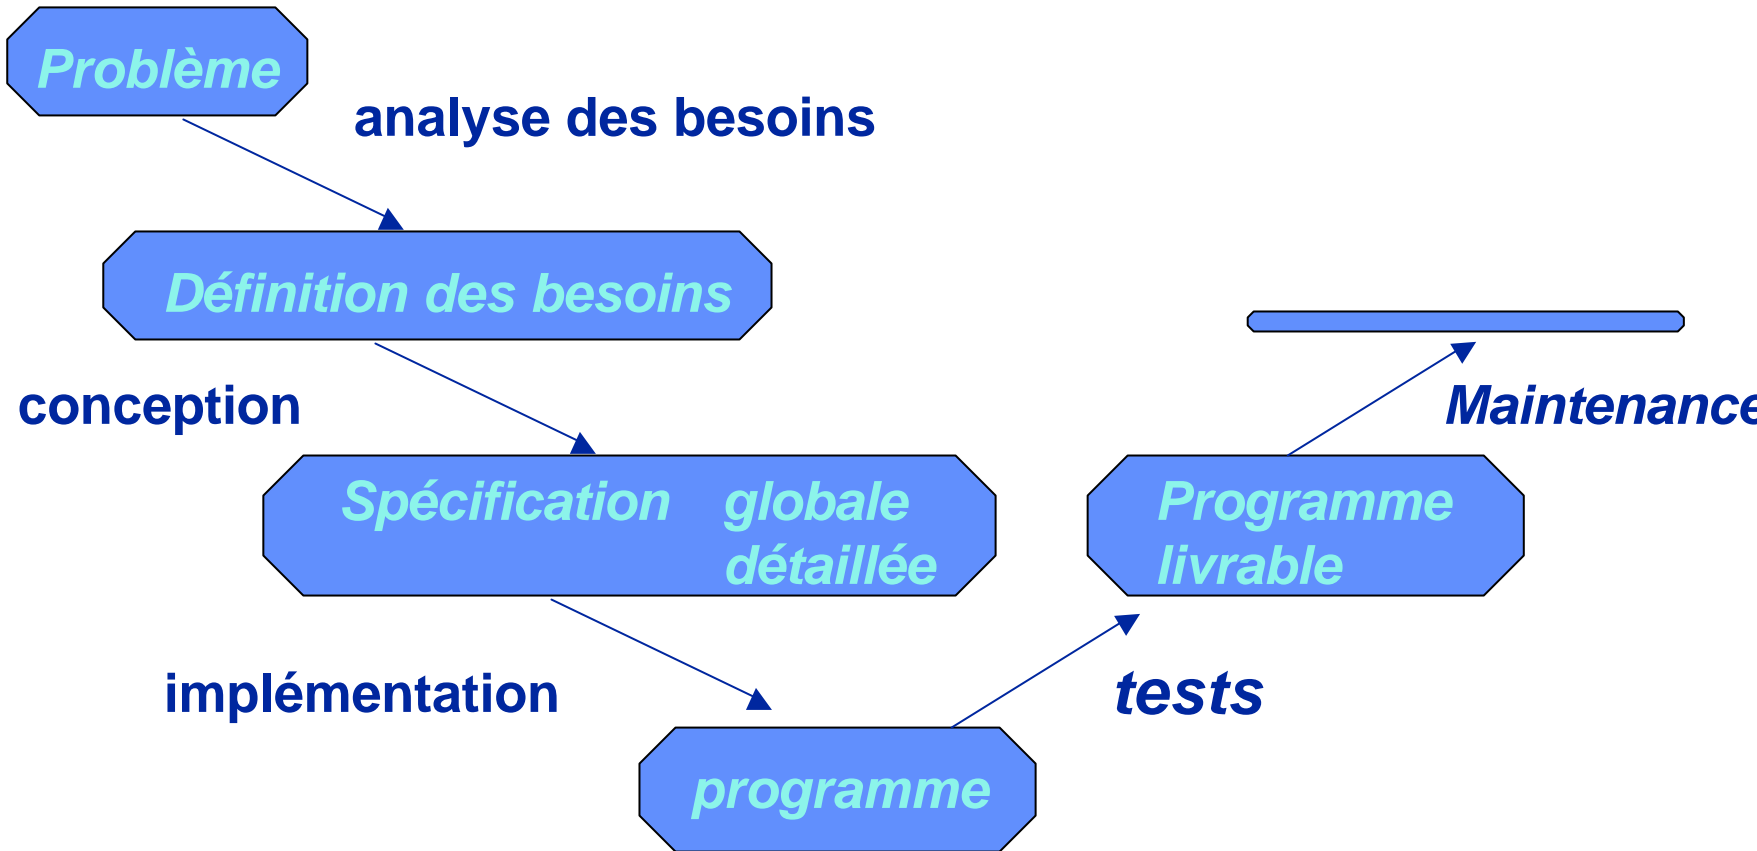 Problème
analyse des besoins
Définition des besoins
conception
Maintenance
Spécification globale
détaillée
Programme
livrable
implémentation
tests
programme